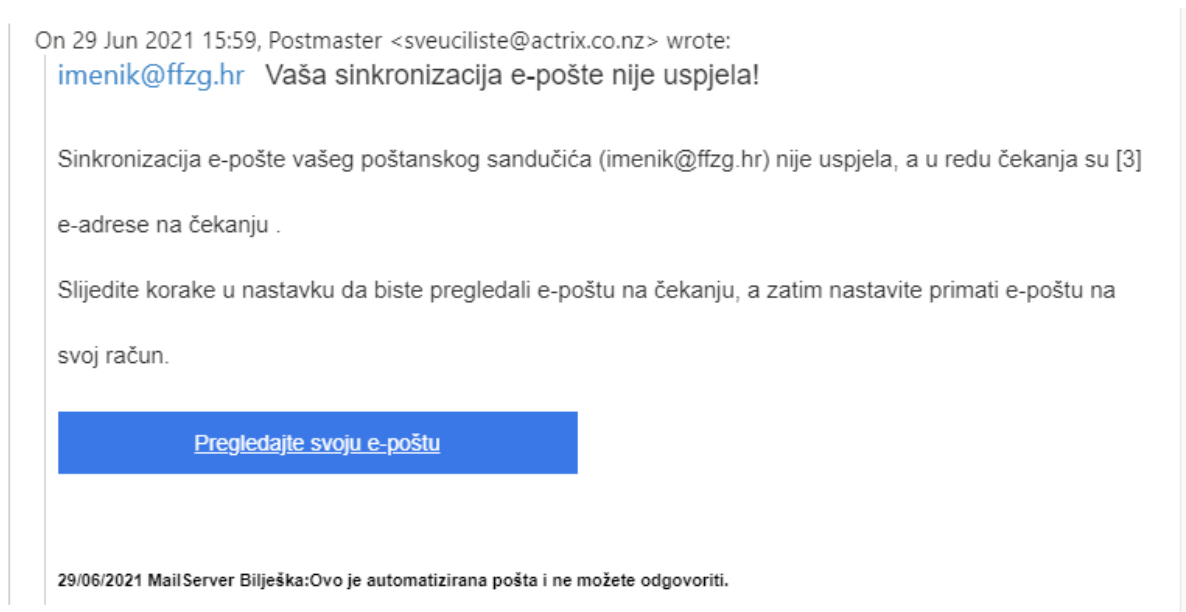 On 29 Jun 2021 15:59, Postmaster <sveuciliste@actrix.co.nz> wrote:
imenik@ffzg.hr Vaša sinkronizacija e-pošte nije uspjela!
Sinkronizacija e-pošte vašeg poštanskog sandučića (imenik@ffzg.hr) nije uspjela, a u redu čekanja su [3]
e-adrese na čekanju .
Slijedite korake u nastavku da biste pregledali e-poštu na čekanju, a zatim nastavite primati e-poštu na
svoj račun.
Pregledajte svoju e-poštu
29/06/2021 MailServer Bilješka:Ovo je automatizirana pošta i ne možete odgovoriti.